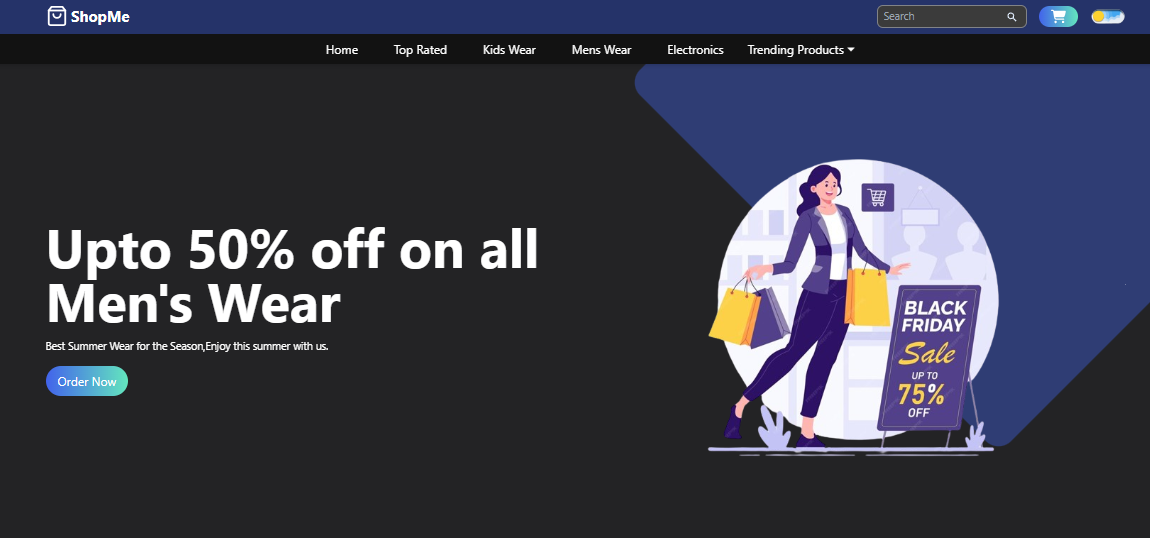 ShopMe
Search
Home Top Rated Kids Wear Mens Wear Electronics Trending Products
Upto 50% off on all
Men's Wear
Best Summer Wear for the Season,Enjoy this summer with us.
Order Now
BLACK
FRIDAY
Sale
UP TO
75%
OFF